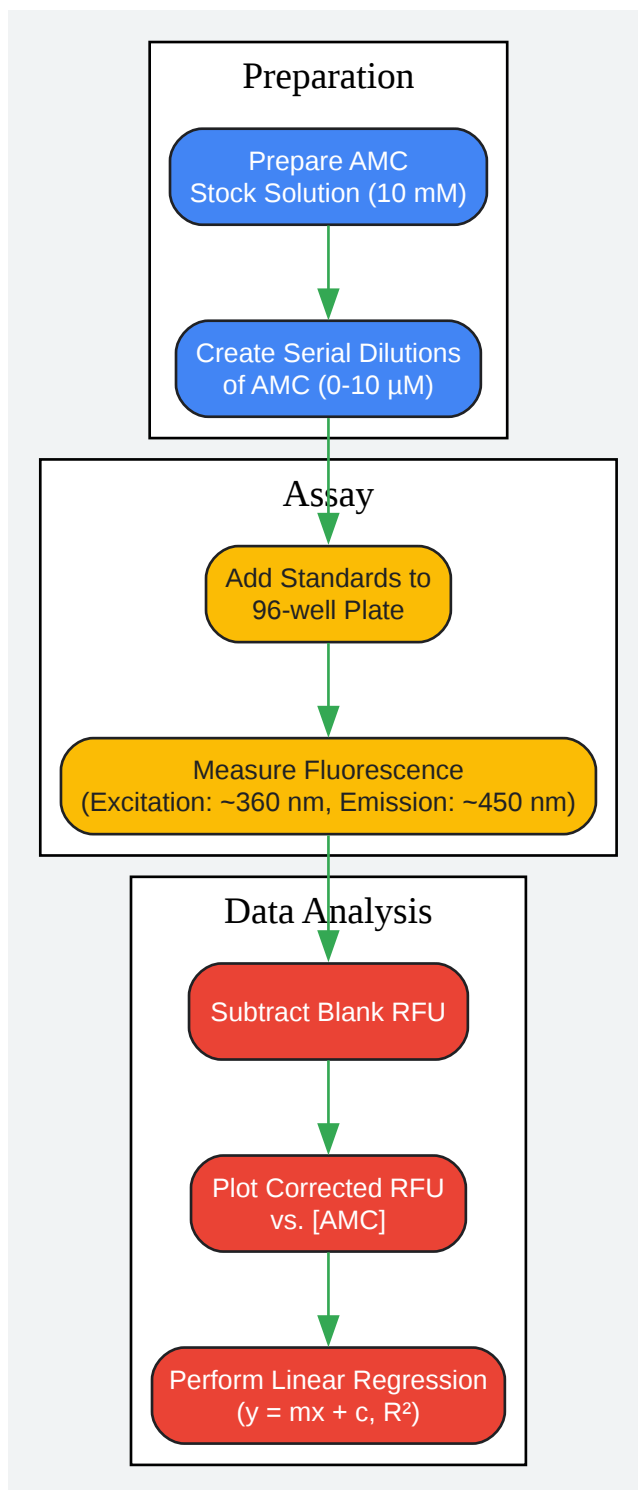 Preparation
Prepare AMC
Stock Solution (10 mM)
Create Serial Dilutions
of AMC (0-10 µM)
Assay
Add Standards to
96-well Plate
Measure Fluorescence
(Excitation: ~360 nm, Emission: ~450 nm)
Data Analysis
Subtract Blank RFU
Plot Corrected RFU
vs. [AMC]
Perform Linear Regression
(y = mx + c, R²)